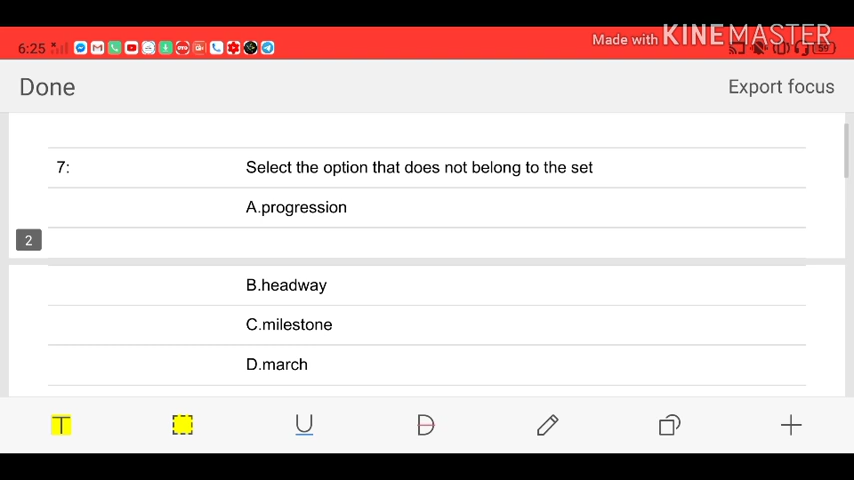 6:25
Made with KINEMASTER
59
Done
Export focus
7:
Select the option that does not belong to the set
A.progression
2
B.headway
C.milestone
D.march
T
U
D